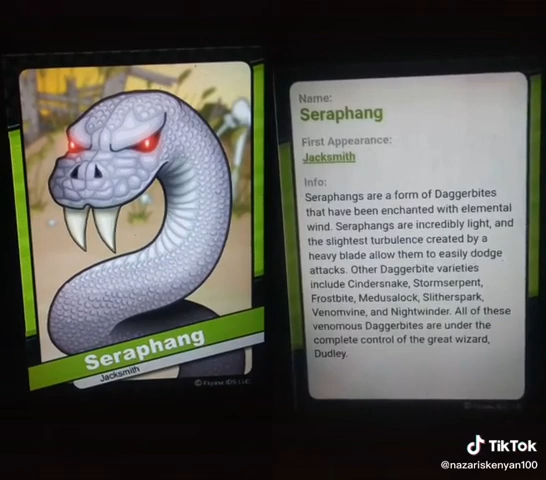 Seraphang
Jacksmith
Name:
Seraphang
First Appearance:
Jacksmith
Info:
Seraphangs are a form of Daggerbites
that have been enchanted with elemental
wind. Seraphangs are incredibly light, and
the slightest turbulence created by a
heavy blade allow them to easily dodge
attacks. Other Daggerbite varieties
include Cindersnake, Stormserpent,
Frostbite, Medusalock, Slitherspark,
Venomvine, and Nightwinder. All of these
venomous Daggerbites are under the
complete control of the great wizard,
Dudley.
TikTok
@nazariskenyan100